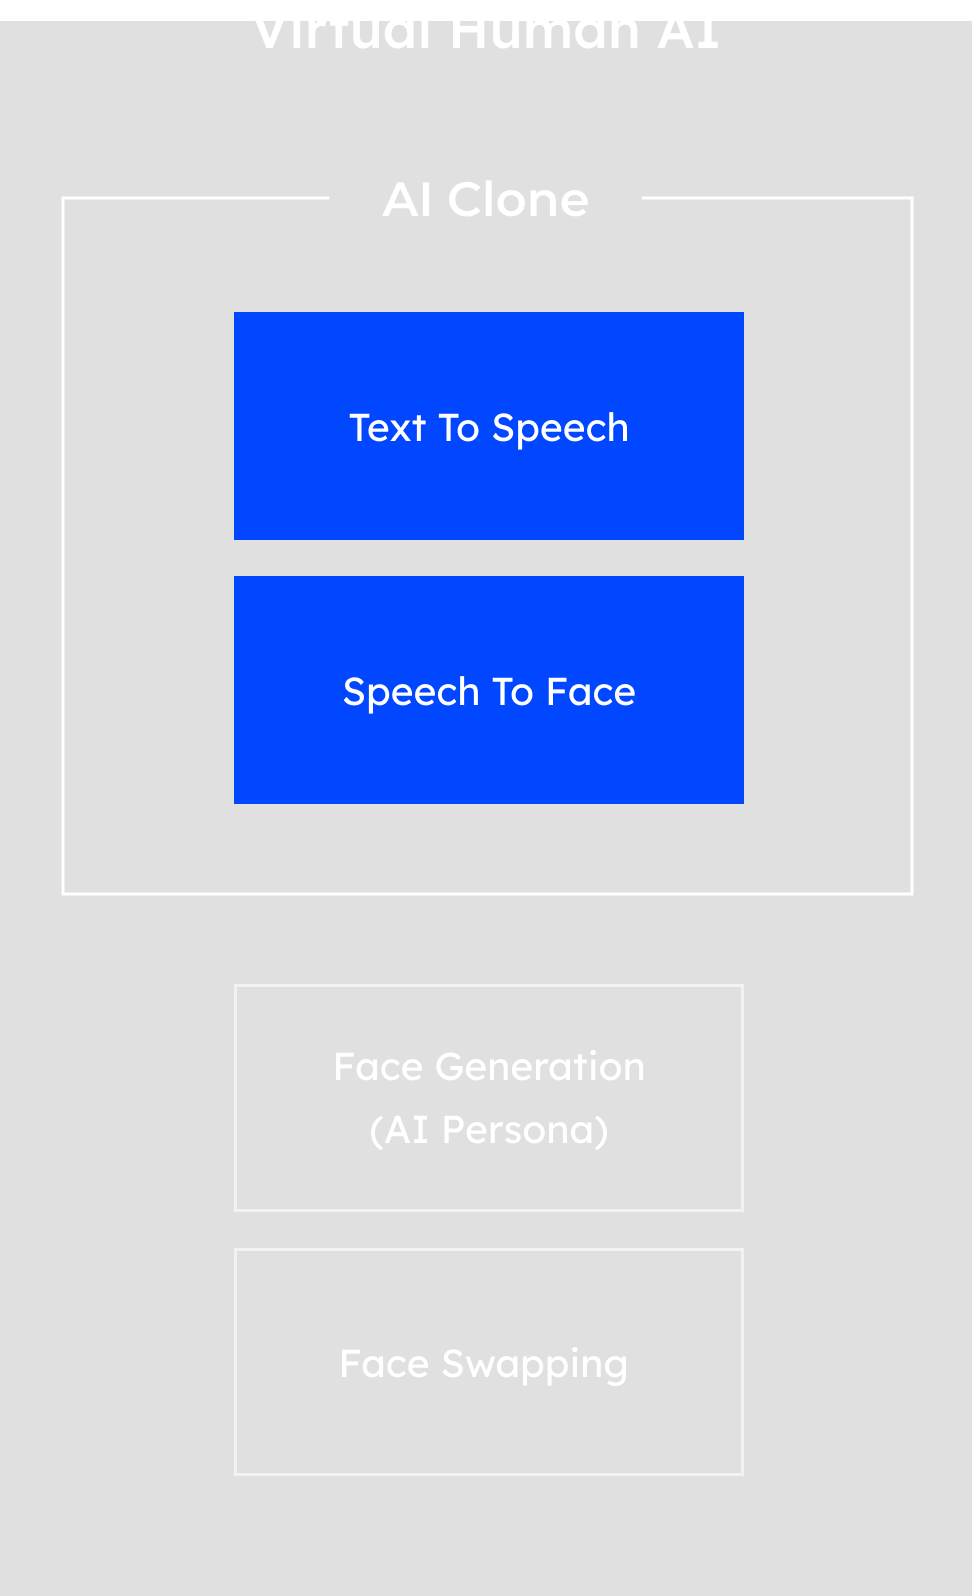 Virtual Human AI
AI Clone
Text To Speech
Speech To Face
Face Generation
(AI Persona)
Face Swapping